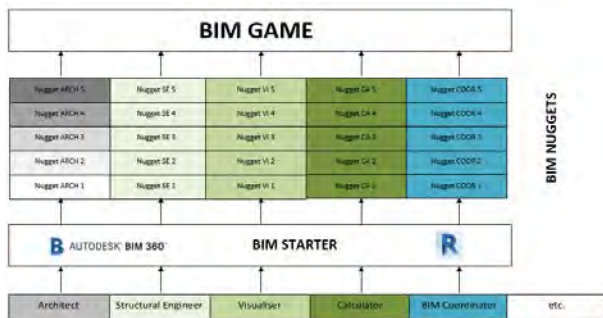 BIM GAME
Nugget ARCH 5 Nugget SE 5 Nugget VI 5 Nugget CA 5 Nugget COOR 5
Nugget ARCH 4 Nugget SE 4 Nugget VI 4 Nugget CA 4 Nugget COOR 4
Nugget ARCH 3 Nugget SE 3 Nugget VI 3 Nugget CA 3 Nugget COOR 3
Nugget ARCH 2 Nugget SE 2 Nugget VI 2 Nugget CA 2 Nugget COOR 2
Nugget ARCH 1 Nugget SE 1 Nugget VI 1 Nugget CA 1 Nugget COOR 1
BIM NUGGETS
B AUTODESK BIM 360 BIM STARTER R
Architect Structural Engineer Visualiser Calculator BIM Coordinator etc.